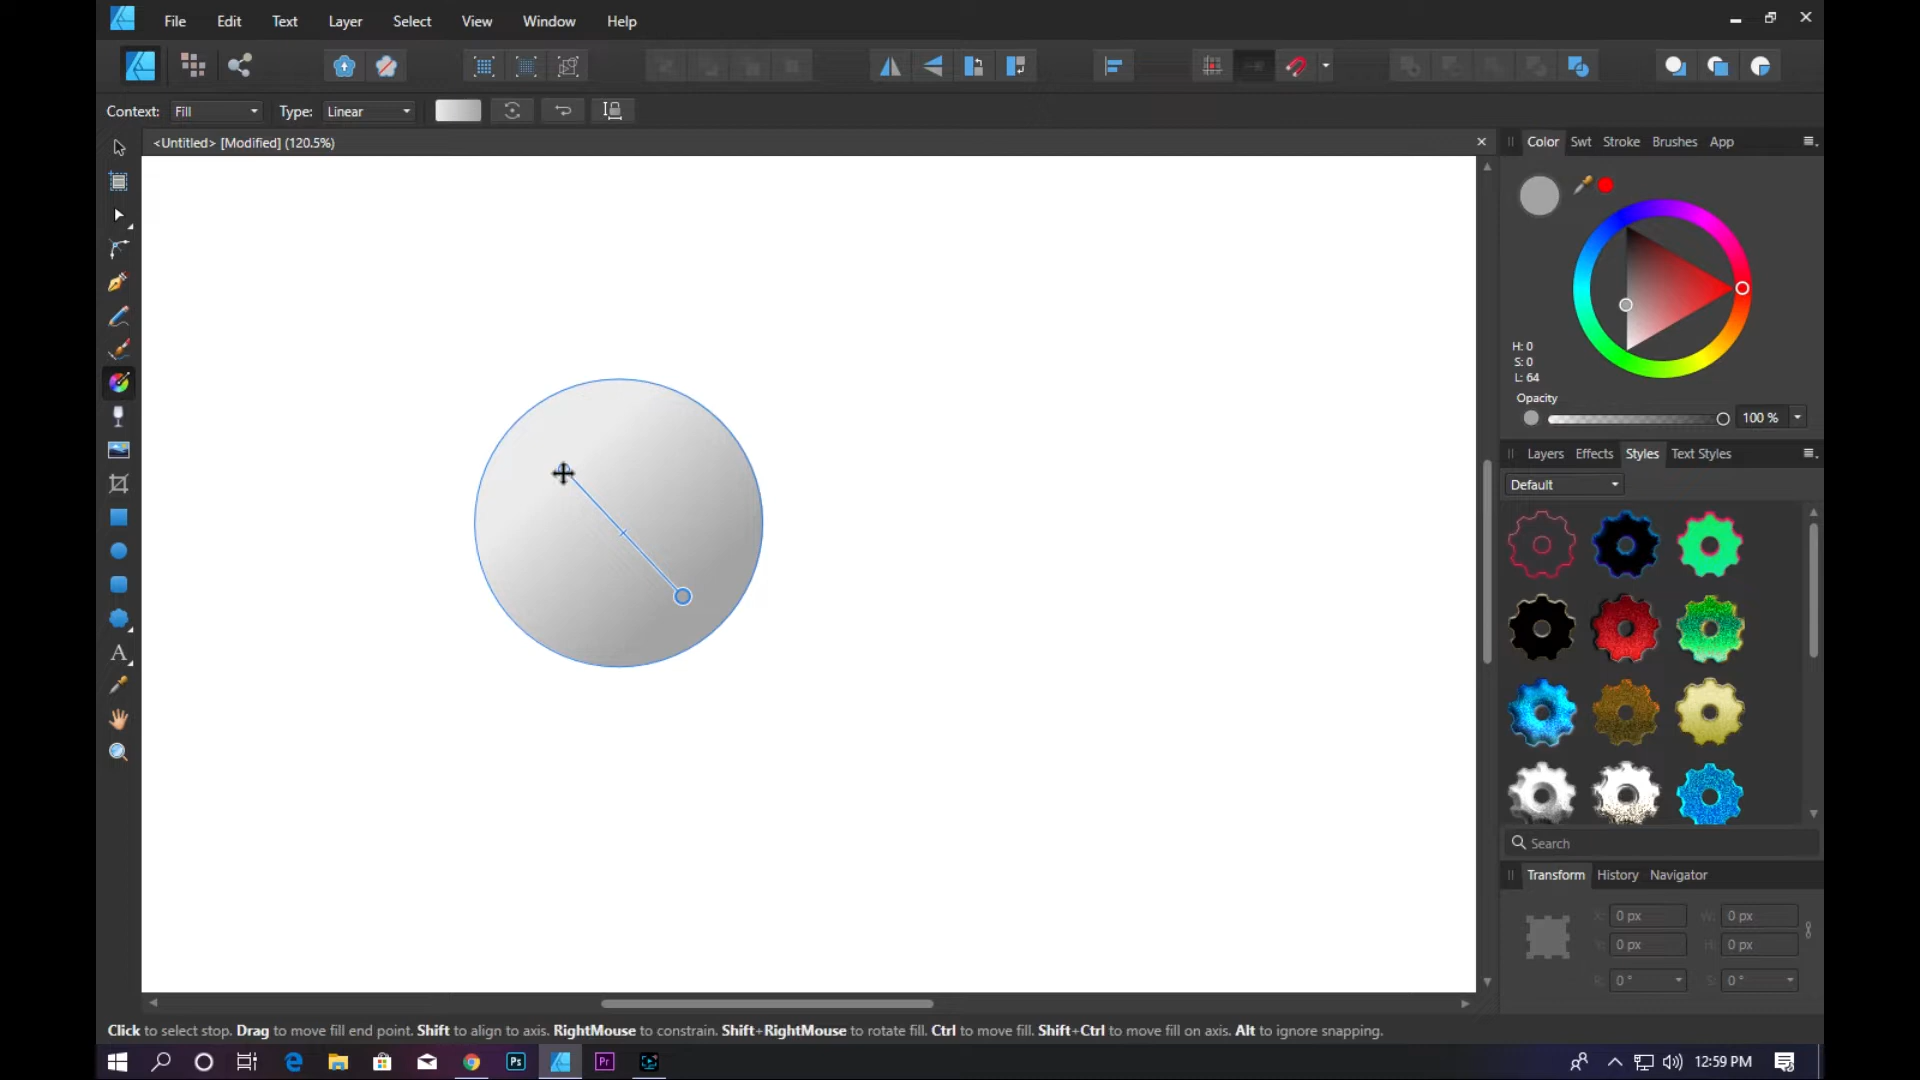 File Edit Text Layer Select View Window Help
Context: Fill Type: Linear
<Untitled> [Modified] (120.5%)
Color Swt Stroke Brushes App
H: 0
S: 0
L: 64
Opacity
100 %
Layers Effects Styles Text Styles
Default
Search
Transform History Navigator
X: 0 px W: 0 px
Y: 0 px H: 0 px
R: 0 ° S: 0 °
A
Click to select stop. Drag to move fill end point. Shift to align to axis. RightMouse to constrain. Shift+RightMouse to rotate fill. Ctrl to move fill. Shift+Ctrl to move fill on axis. Alt to ignore snapping.
Ps Pr 12:59 PM